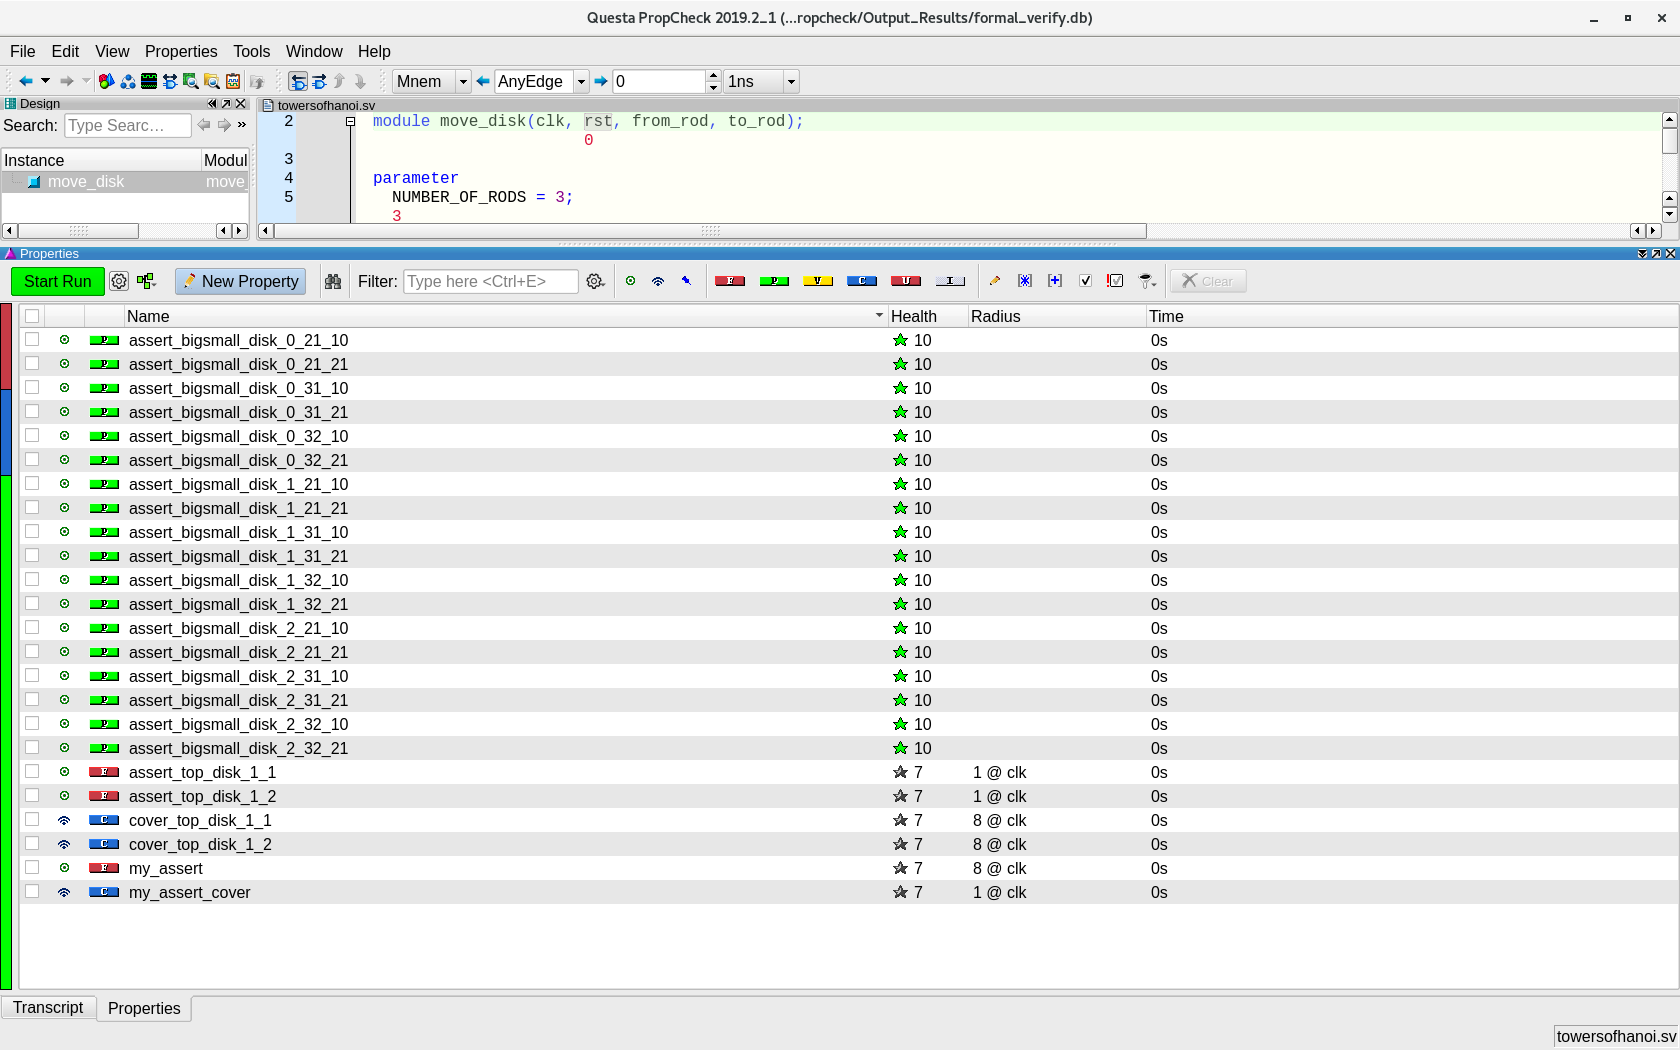 Questa PropCheck 2019.2_1 (...ropcheck/Output_Results/formal_verify.db)
File Edit View Properties Tools Window Help
Mnem AnyEdge 0 1ns
Design
Search: Type Searc...
Instance Modul
move_disk move_
towersofhanoi.sv
2 module move_disk(clk, rst, from_rod, to_rod);
0
3
4 parameter
5 NUMBER_OF_RODS = 3;
3
Properties
Start Run New Property Filter: Type here <Ctrl+E> F P V C U I Clear
Name Health Radius Time
P assert_bigsmall_disk_0_21_10 10 0s
P assert_bigsmall_disk_0_21_21 10 0s
P assert_bigsmall_disk_0_31_10 10 0s
P assert_bigsmall_disk_0_31_21 10 0s
P assert_bigsmall_disk_0_32_10 10 0s
P assert_bigsmall_disk_0_32_21 10 0s
P assert_bigsmall_disk_1_21_10 10 0s
P assert_bigsmall_disk_1_21_21 10 0s
P assert_bigsmall_disk_1_31_10 10 0s
P assert_bigsmall_disk_1_31_21 10 0s
P assert_bigsmall_disk_1_32_10 10 0s
P assert_bigsmall_disk_1_32_21 10 0s
P assert_bigsmall_disk_2_21_10 10 0s
P assert_bigsmall_disk_2_21_21 10 0s
P assert_bigsmall_disk_2_31_10 10 0s
P assert_bigsmall_disk_2_31_21 10 0s
P assert_bigsmall_disk_2_32_10 10 0s
P assert_bigsmall_disk_2_32_21 10 0s
F assert_top_disk_1_1 7 1 @ clk 0s
F assert_top_disk_1_2 7 1 @ clk 0s
C cover_top_disk_1_1 7 8 @ clk 0s
C cover_top_disk_1_2 7 8 @ clk 0s
F my_assert 7 8 @ clk 0s
C my_assert_cover 7 1 @ clk 0s
Transcript Properties
towersofhanoi.sv